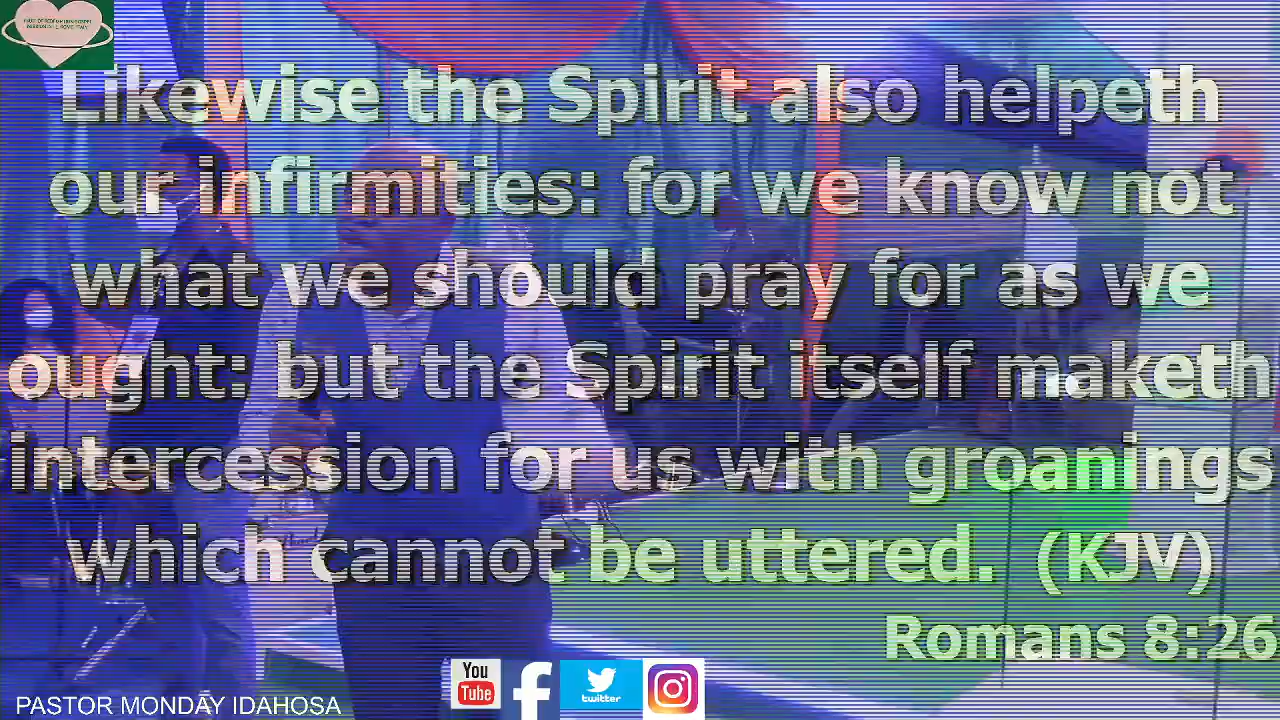 Likewise the Spirit also helpeth
our infirmities: for we know not
what we should pray for as we
ought: but the Spirit itself maketh
intercession for us with groanings
which cannot be uttered. (KJV)
Romans 8:26
You
Tube
twitter
PASTOR MONDAY IDAHOSA